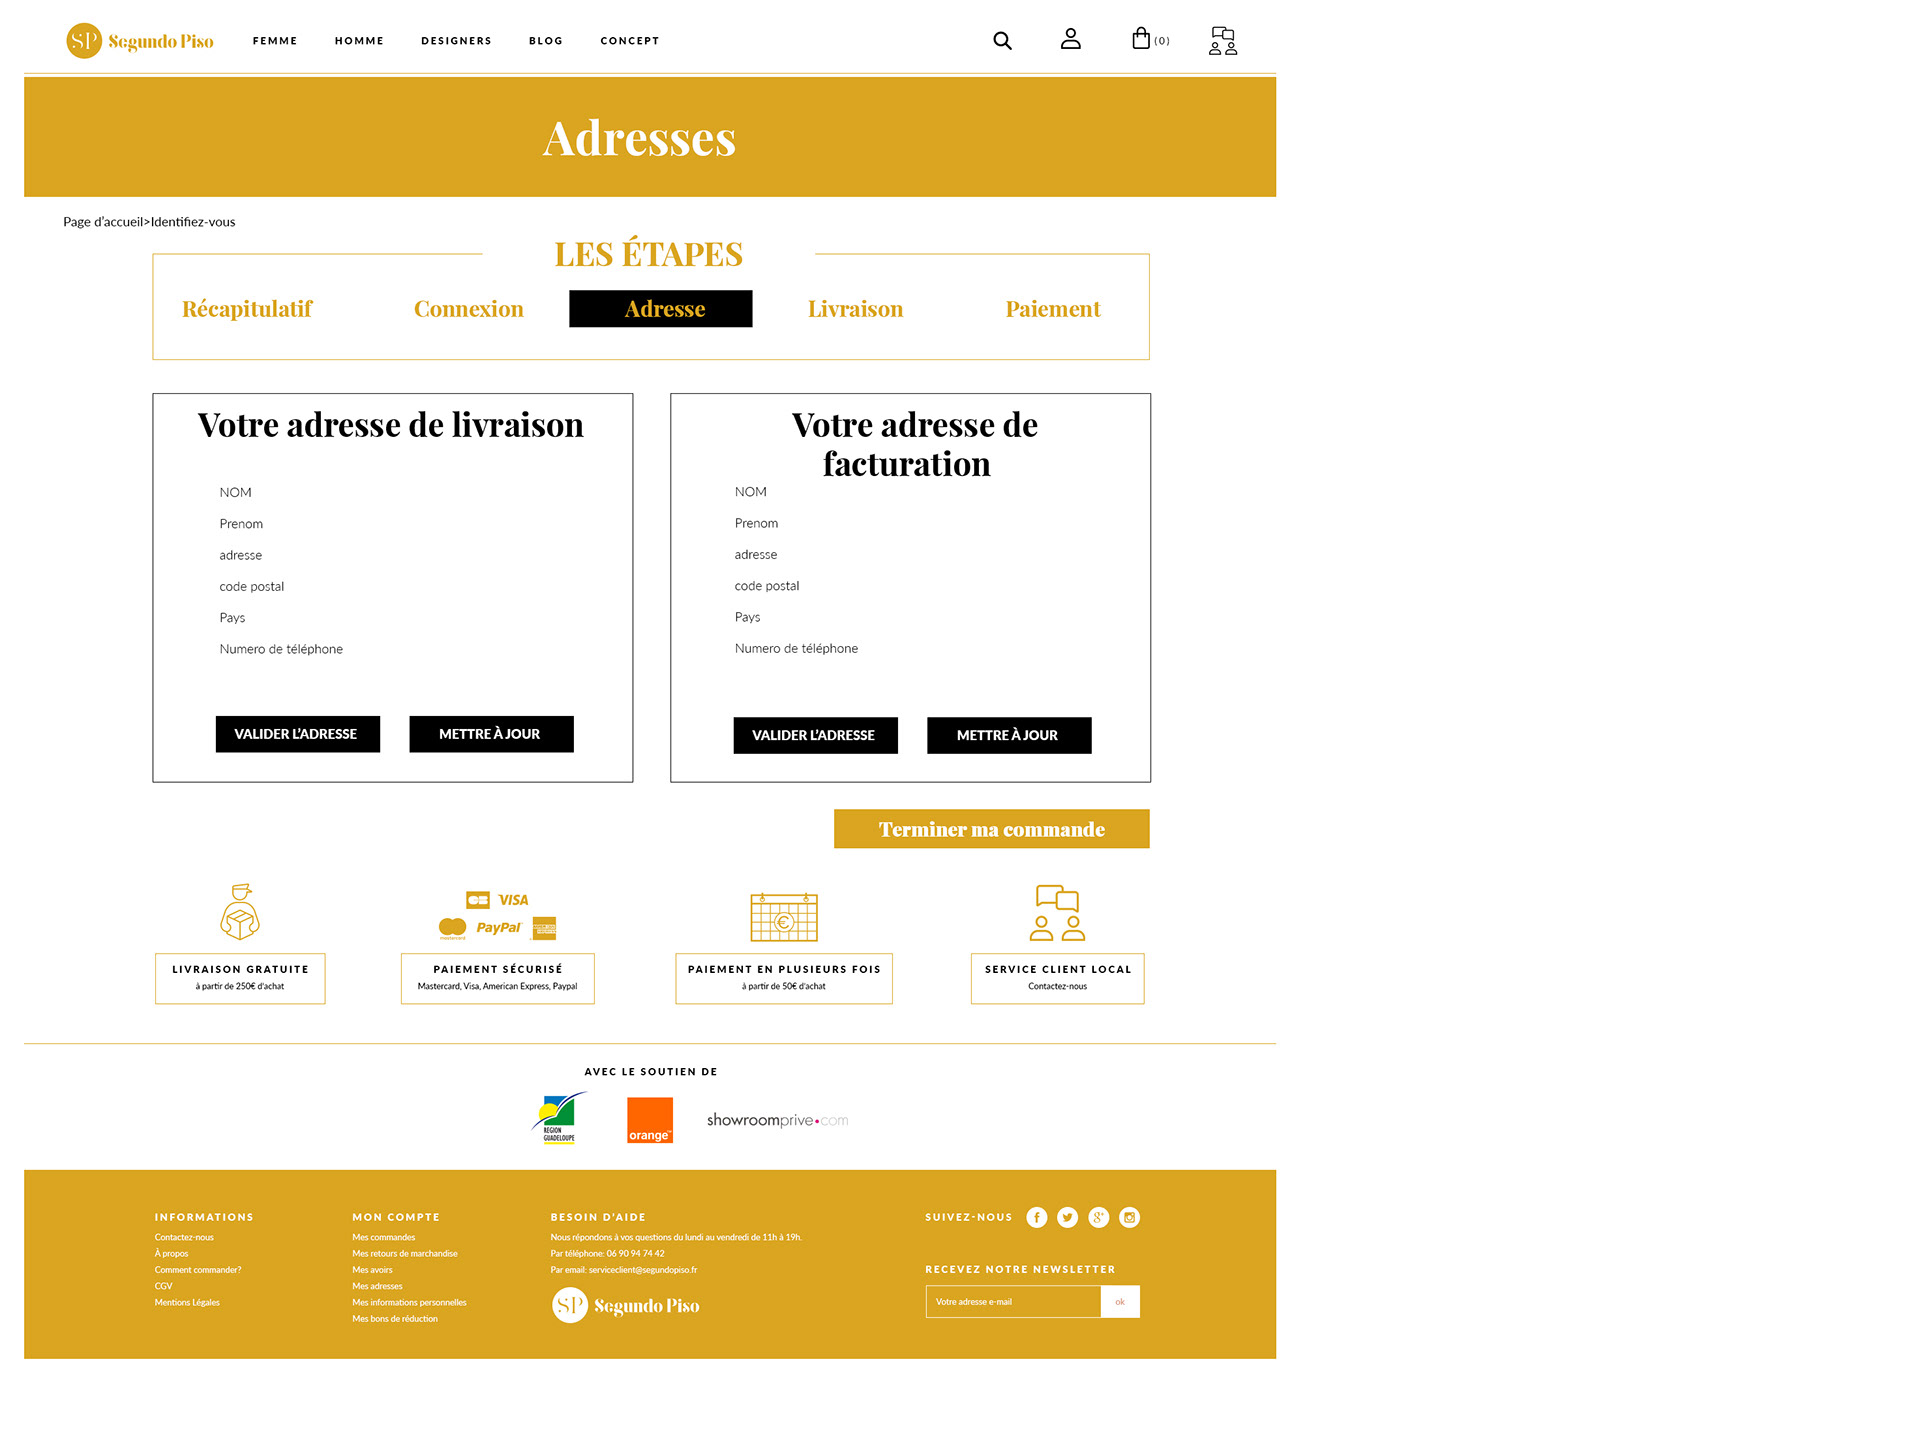 SP Segundo Piso
FEMME HOMME DESIGNERS BLOG CONCEPT (0)
Adresses
Page d'accueil>Identifiez-vous
LES ÉTAPES
Récapitulatif Connexion Adresse Livraison Paiement
Votre adresse de livraison
NOM
Prenom
adresse
code postal
Pays
Numero de téléphone
VALIDER L'ADRESSE METTRE À JOUR
Votre adresse de
facturation
NOM
Prenom
adresse
code postal
Pays
Numero de téléphone
VALIDER L'ADRESSE METTRE À JOUR
Terminer ma commande
CB VISA
mastercard PayPal
LIVRAISON GRATUITE
à partir de 250€ d'achat
PAIEMENT SÉCURISÉ
Mastercard, Visa, American Express, Paypal
€
PAIEMENT EN PLUSIEURS FOIS
à partir de 50€ d'achat
SERVICE CLIENT LOCAL
Contactez-nous
AVEC LE SOUTIEN DE
REGION
GUADELOUPE
orange™
showroomprive.com
INFORMATIONS
Contactez-nous
À propos
Comment commander?
CGV
Mentions Légales
MON COMPTE
Mes commandes
Mes retours de marchandise
Mes avoirs
Mes adresses
Mes informations personnelles
Mes bons de réduction
BESOIN D'AIDE
Nous répondons à vos questions du lundi au vendredi de 11h à 19h.
Par téléphone: 06 90 94 74 42
Par email: serviceclient@segundopiso.fr
SP Segundo Piso
SUIVEZ-NOUS
RECEVEZ NOTRE NEWSLETTER
Votre adresse e-mail ok